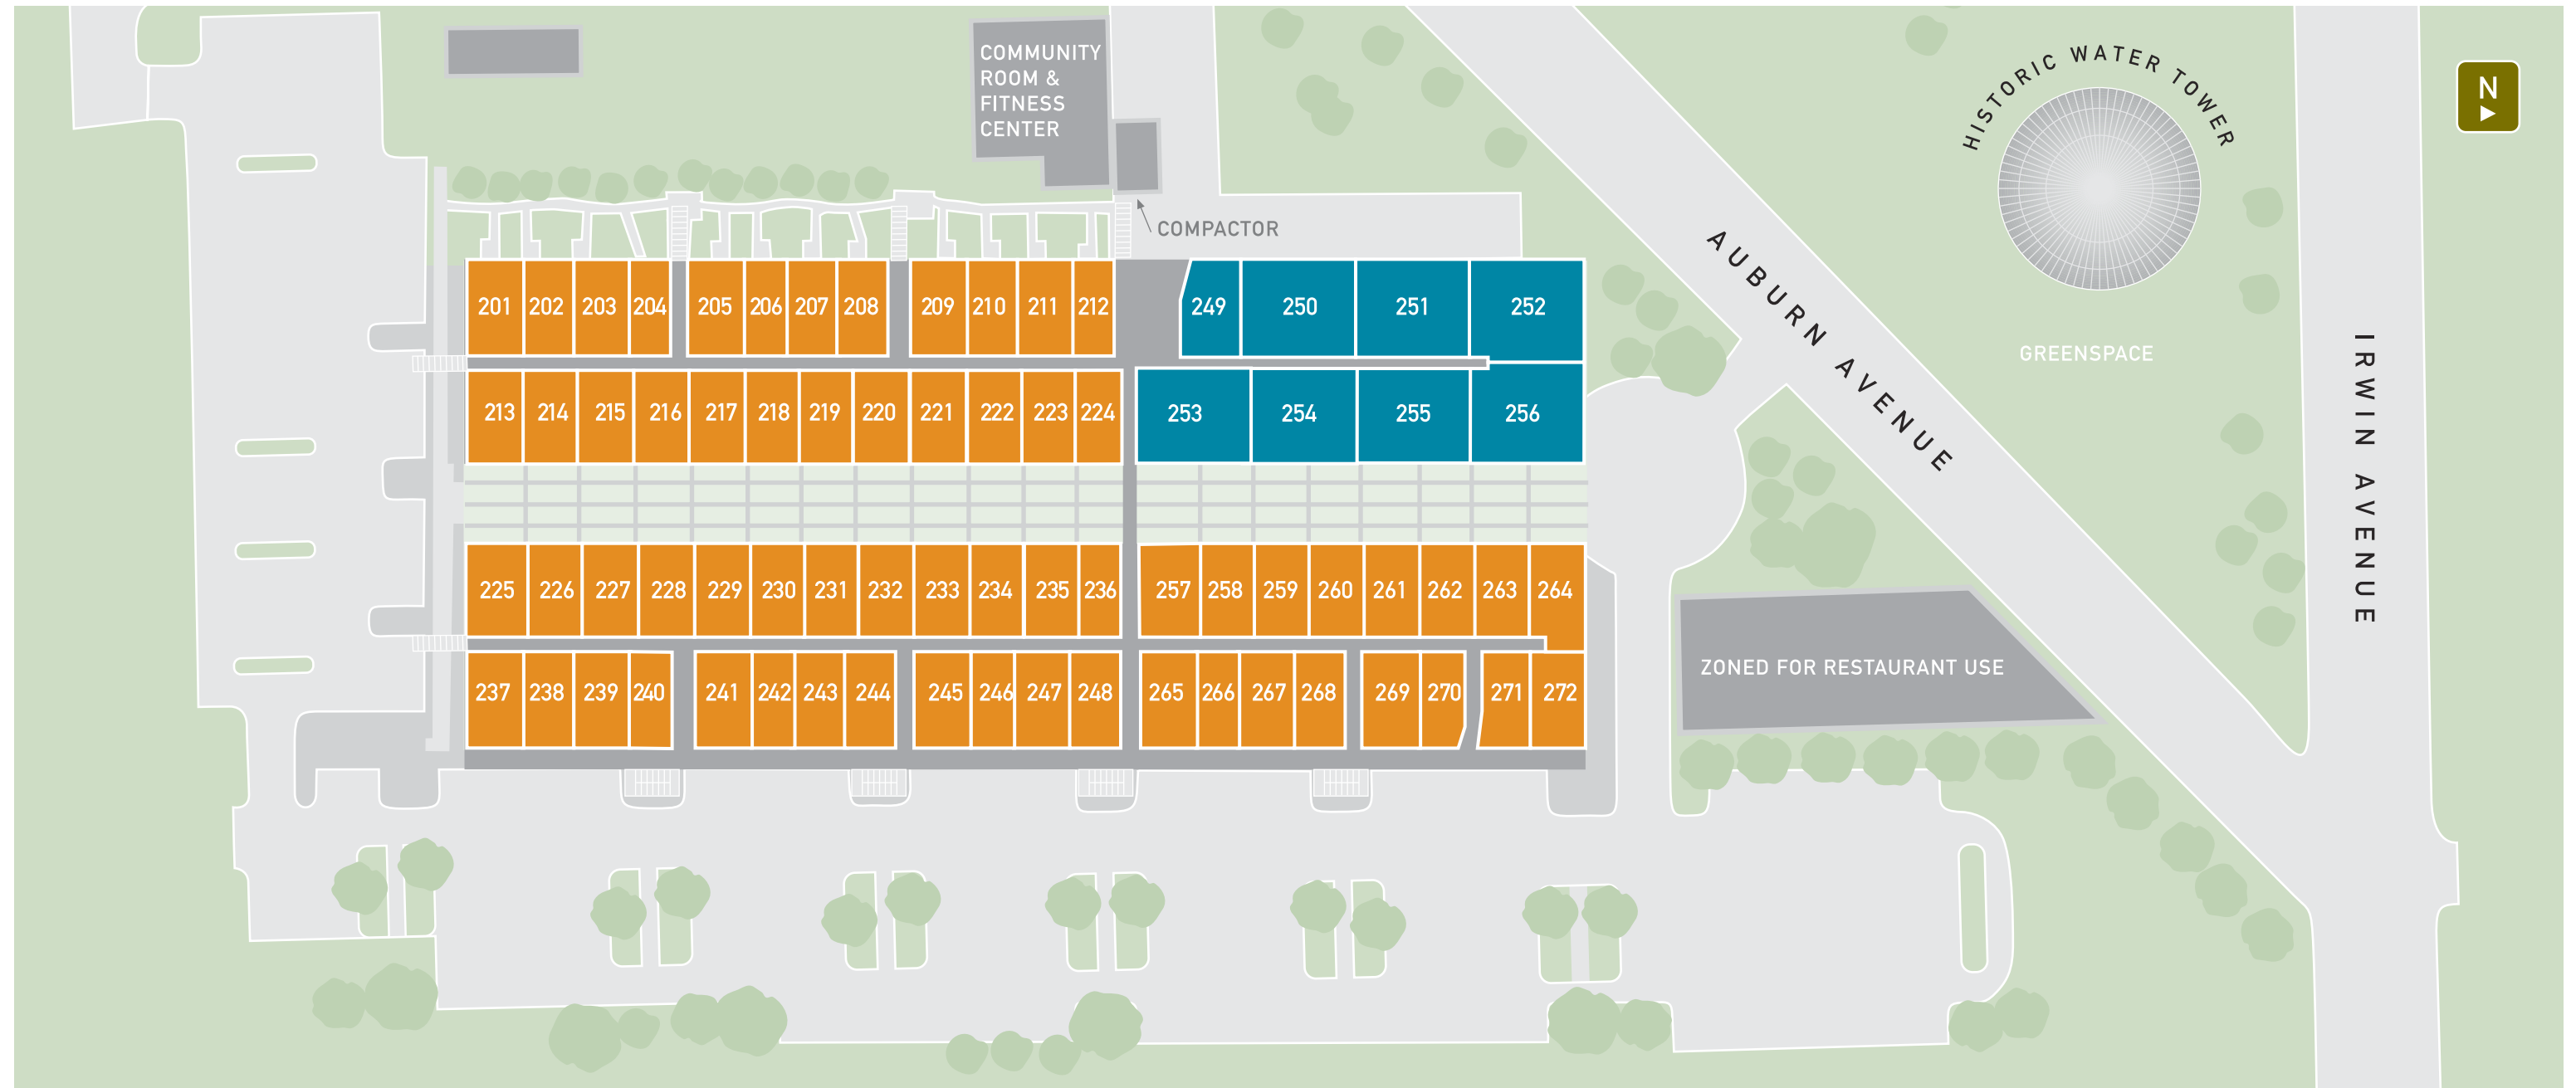 COMMUNITY
ROOM &
FITNESS
CENTER
HISTORIC WATER TOWER
N
COMPACTOR
AUBURN AVENUE
201 202 203 204 205 206 207 208 209 210 211 212 249 250 251 252
GREENSPACE
IRWIN AVENUE
213 214 215 216 217 218 219 220 221 222 223 224 253 254 255 256
225 226 227 228 229 230 231 232 233 234 235 236 257 258 259 260 261 262 263 264
ZONED FOR RESTAURANT USE
237 238 239 240 241 242 243 244 245 246 247 248 265 266 267 268 269 270 271 272